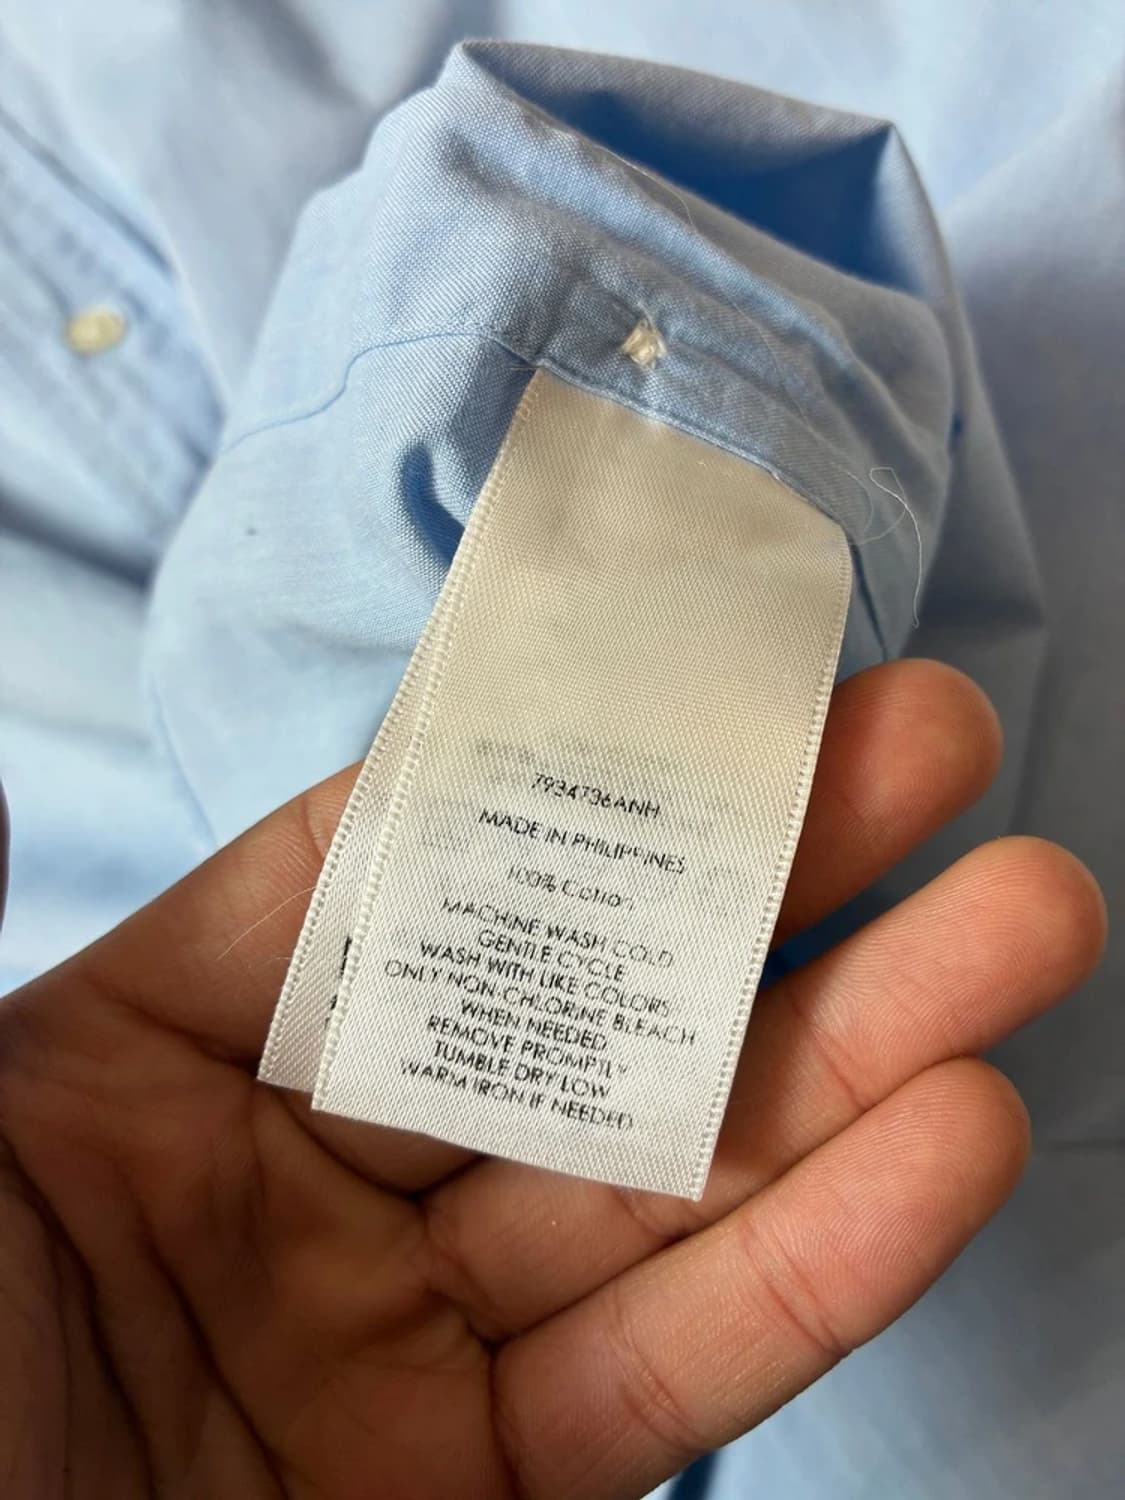 7934736ANH
MADE IN PHILIPPINES
100% Cotton
MACHINE WASH COLD
GENTLE CYCLE
WASH WITH LIKE COLORS
ONLY NON-CHLORINE BLEACH
WHEN NEEDED.
REMOVE PROMPTLY
TUMBLE DRY LOW
WARM IRON IF NEEDED